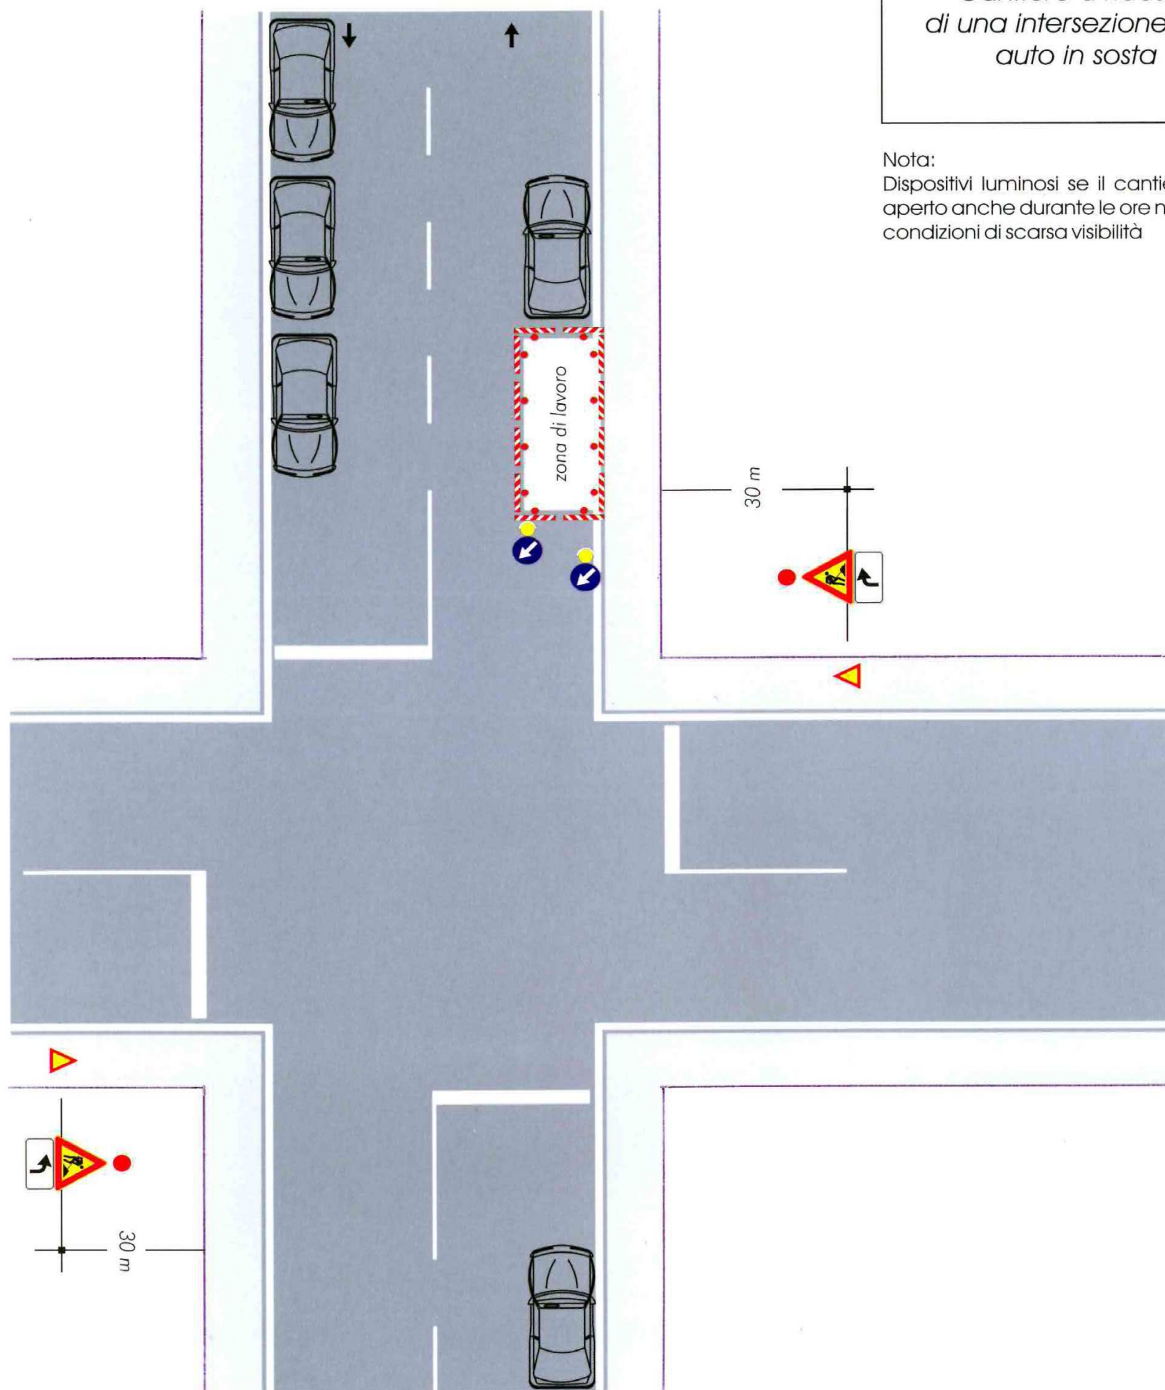 di una intersezione
auto in sosta
Nota:
Dispositivi luminosi se il
aperto anche durante le ore
condizioni di scarsa visibilità
zona di lavoro
30 m
30 m